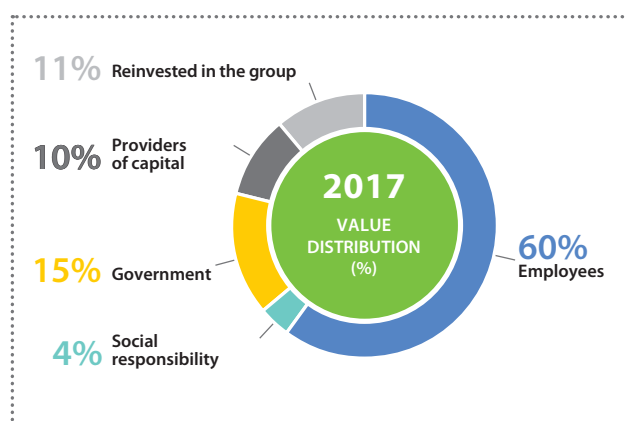 11% Reinvested in the group
10% Providers
of capital
2017
VALUE
DISTRIBUTION
(%)
60%
Employees
15% Government
4% Social
responsibility